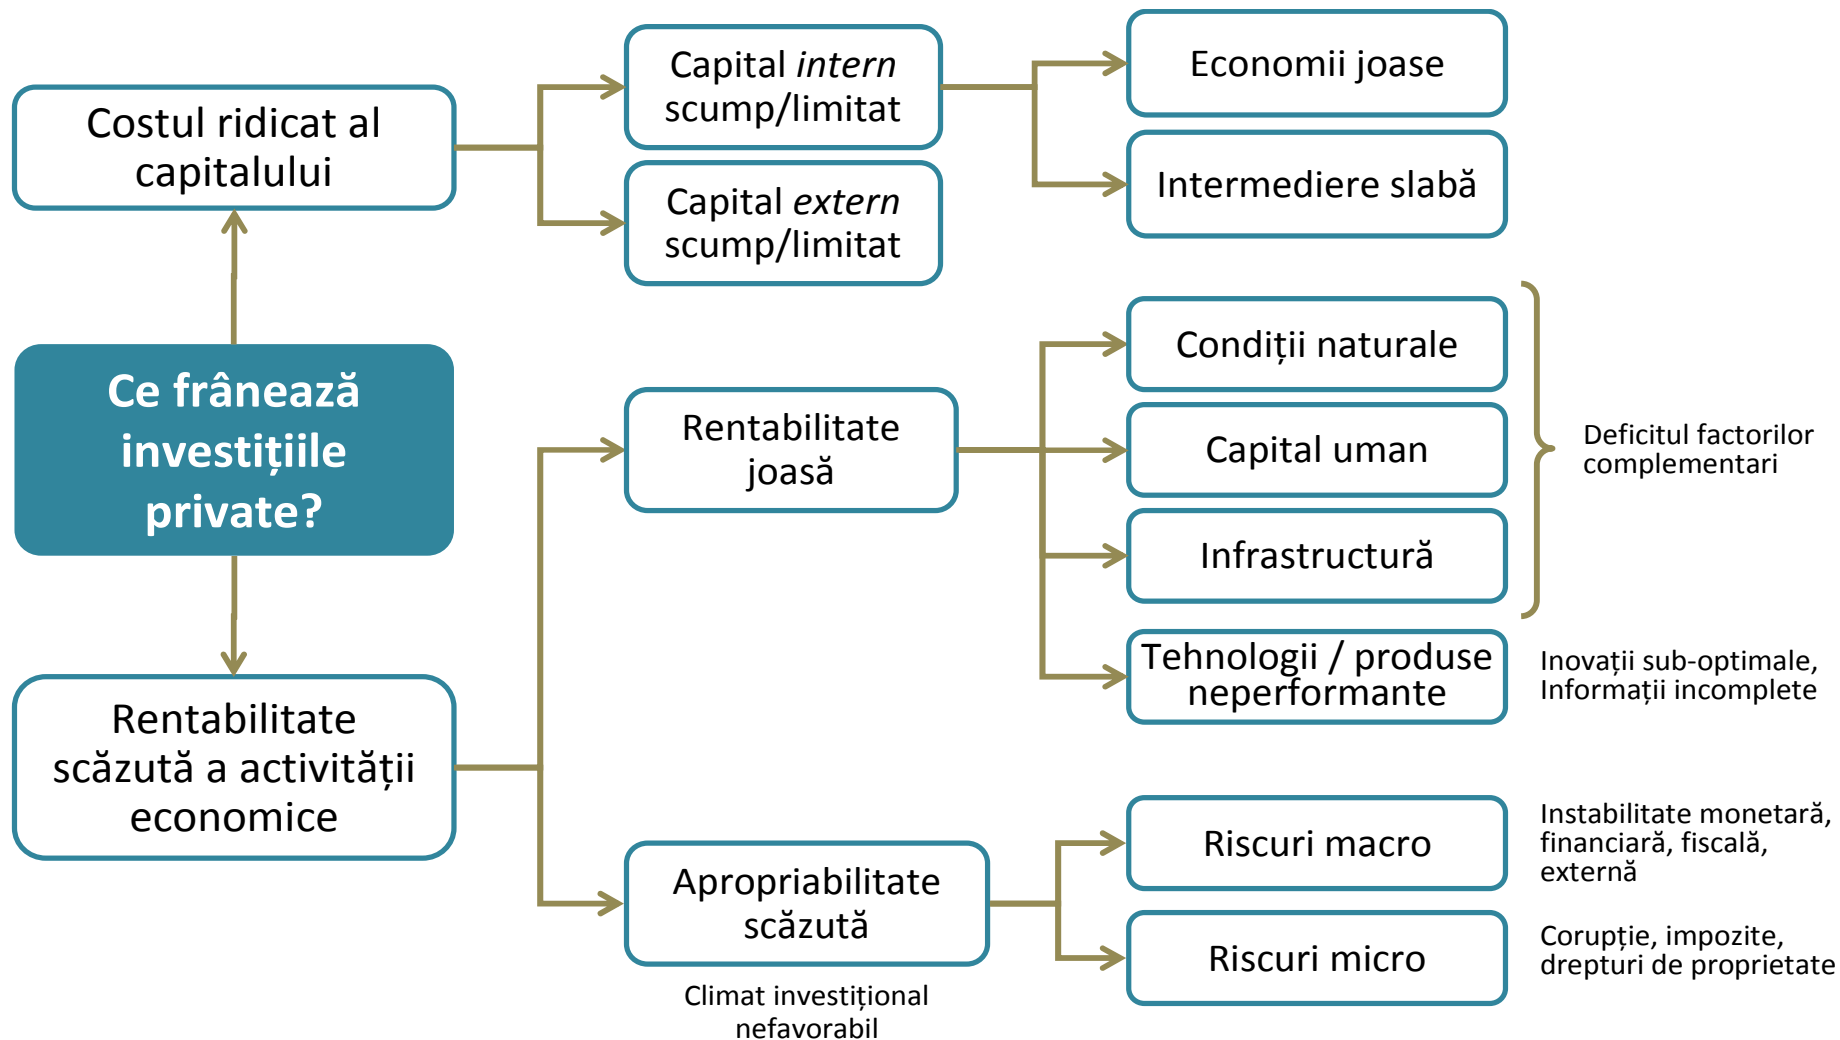 Costul ridicat al
capitalului
Capital intern
scump/limitat
Capital extern
scump/limitat
Economii joase
Intermediere slabă
Ce frânează
investițiile
private?
Rentabilitate
scăzută a activității
economice
Rentabilitate
joasă
Condiții naturale
Capital uman
Infrastructură
Deficitul factorilor
complementari
Tehnologii / produse
neperformante
Inovații sub-optimale,
Informații incomplete
Apropriabilitate
scăzută
Climat investițional
nefavorabil
Riscuri macro
Instabilitate monetară,
financiară, fiscală,
externă
Riscuri micro
Corupție, impozite,
drepturi de proprietate